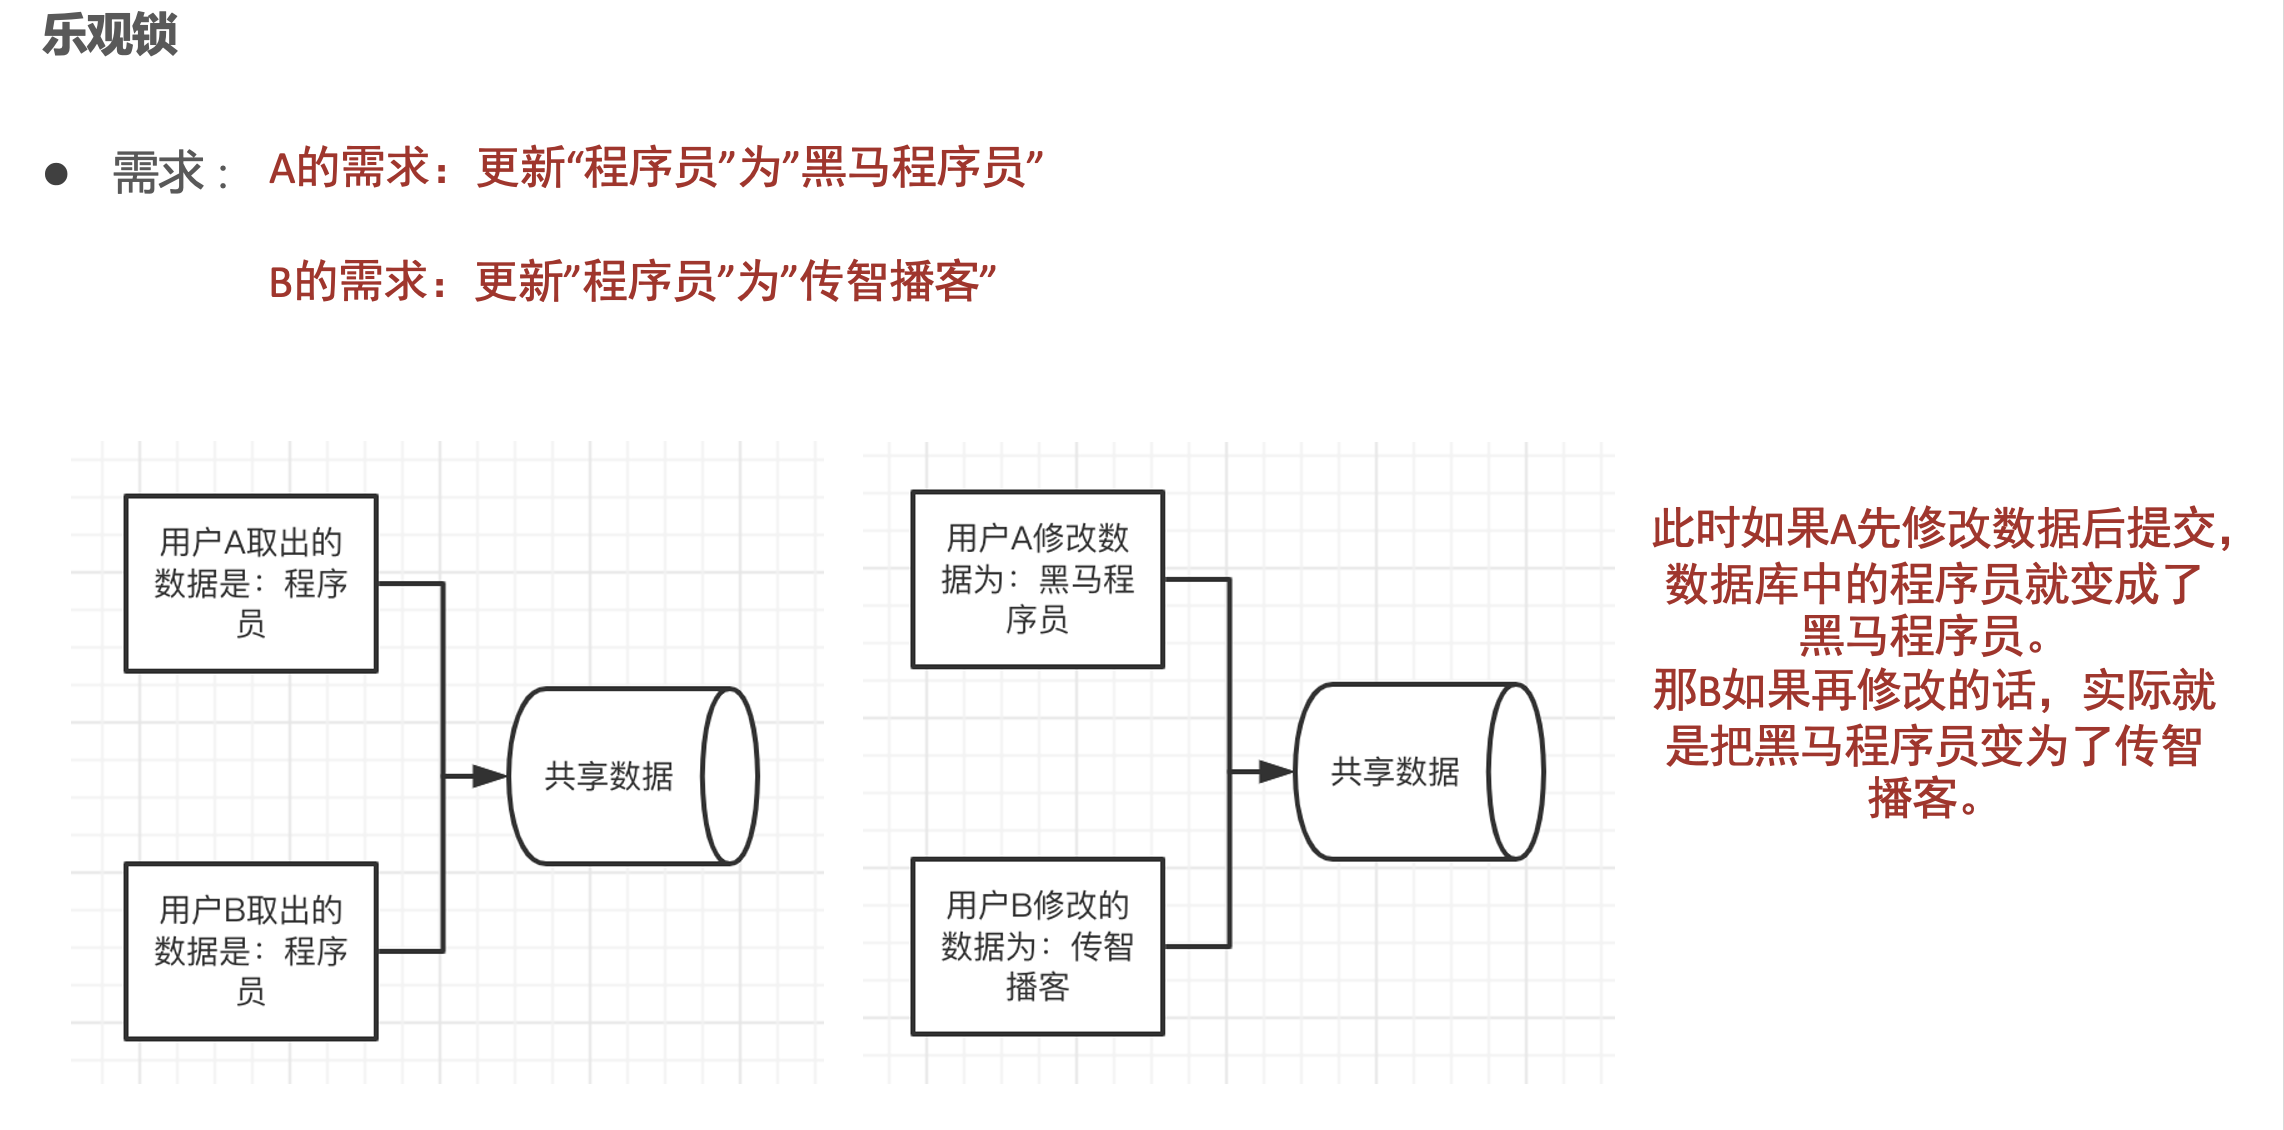 乐观锁
● 需求： A的需求：更新“程序员”为”黑马程序员”
B的需求：更新”程序员”为”传智播客”
用户A取出的
数据是：程序
员
共享数据
用户B取出的
数据是：程序
员
用户A修改数
据为：黑马程
序员
共享数据
用户B修改的
数据为：传智
播客
此时如果A先修改数据后提交，
数据库中的程序员就变成了
黑马程序员。
那B如果再修改的话，实际就
是把黑马程序员变为了传智
播客。